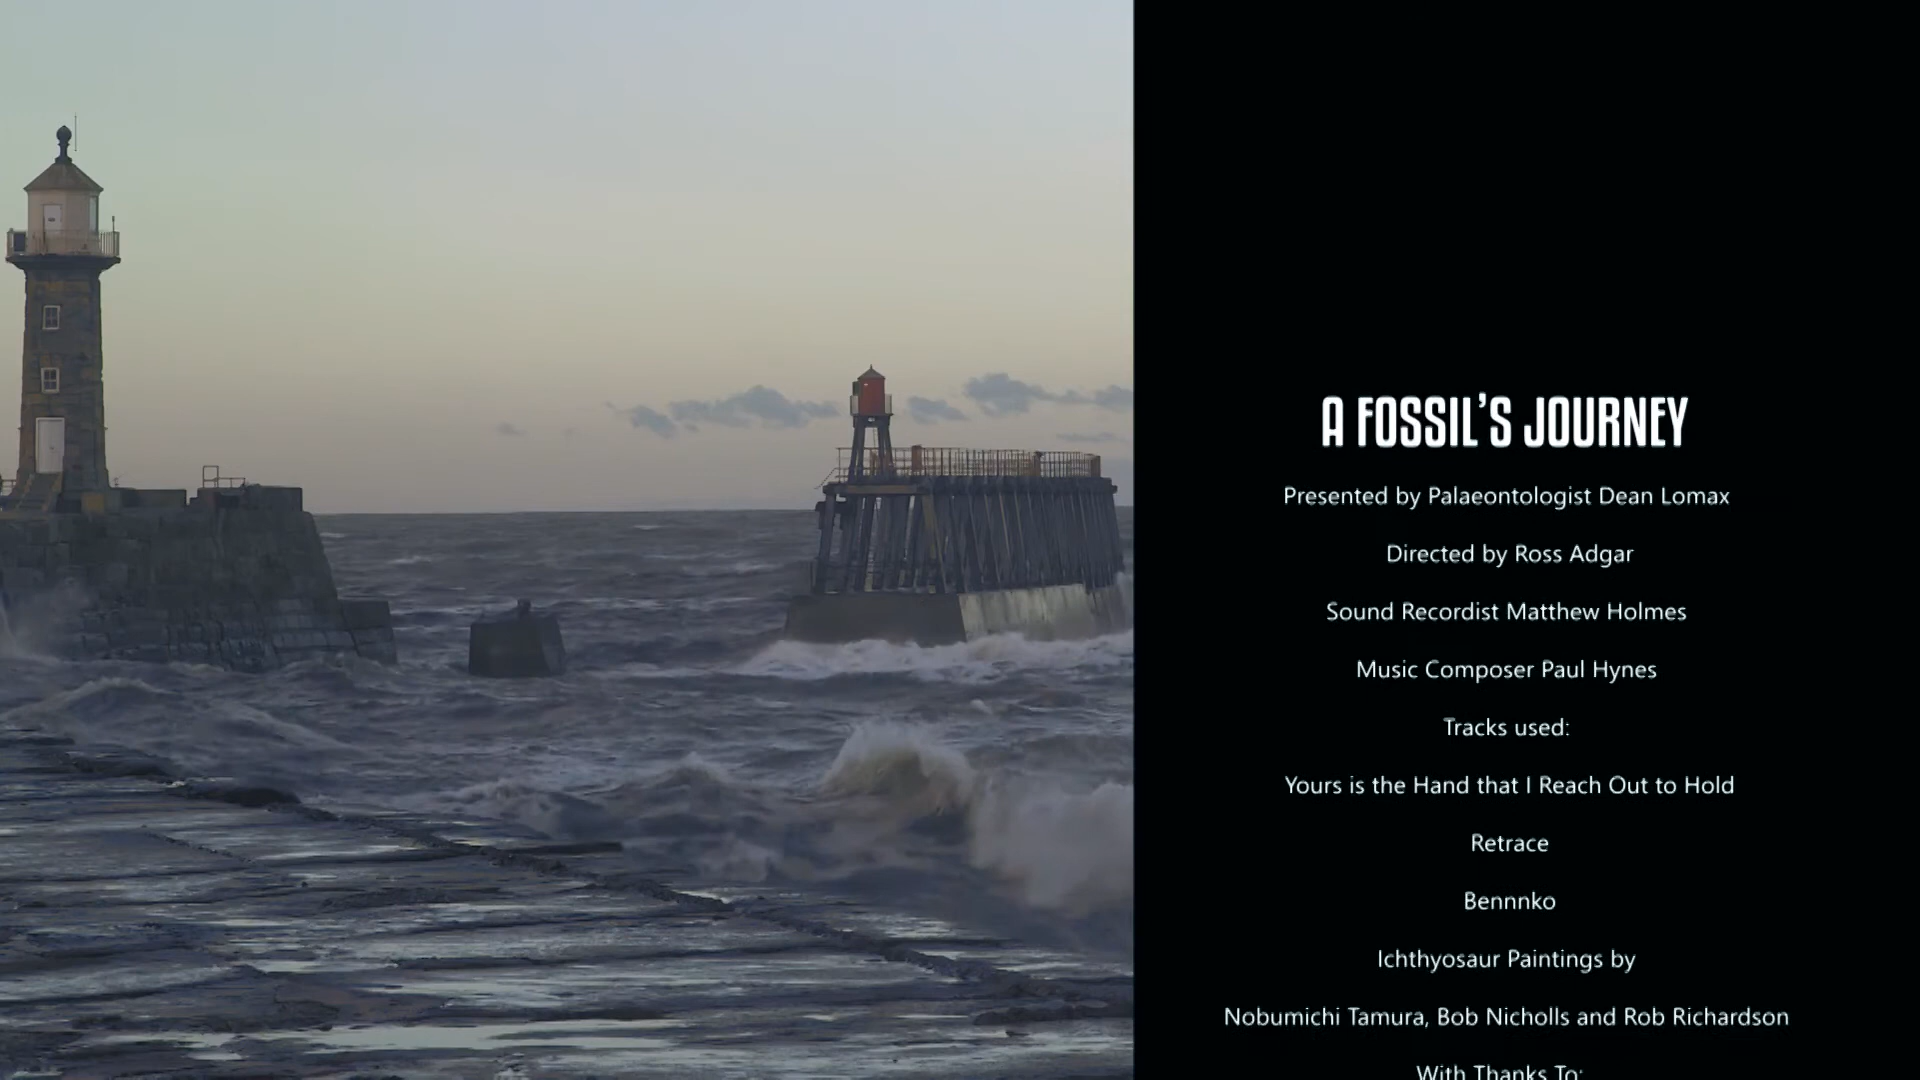 A FOSSIL'S JOURNEY
Presented by Palaeontologist Dean Lomax
Directed by Ross Adgar
Sound Recordist Matthew Holmes
Music Composer Paul Hynes
Tracks used:
Yours is the Hand that I Reach Out to Hold
Retrace
Bennnko
Ichthyosaur Paintings by
Nobumichi Tamura, Bob Nicholls and Rob Richardson
With Thanks To: